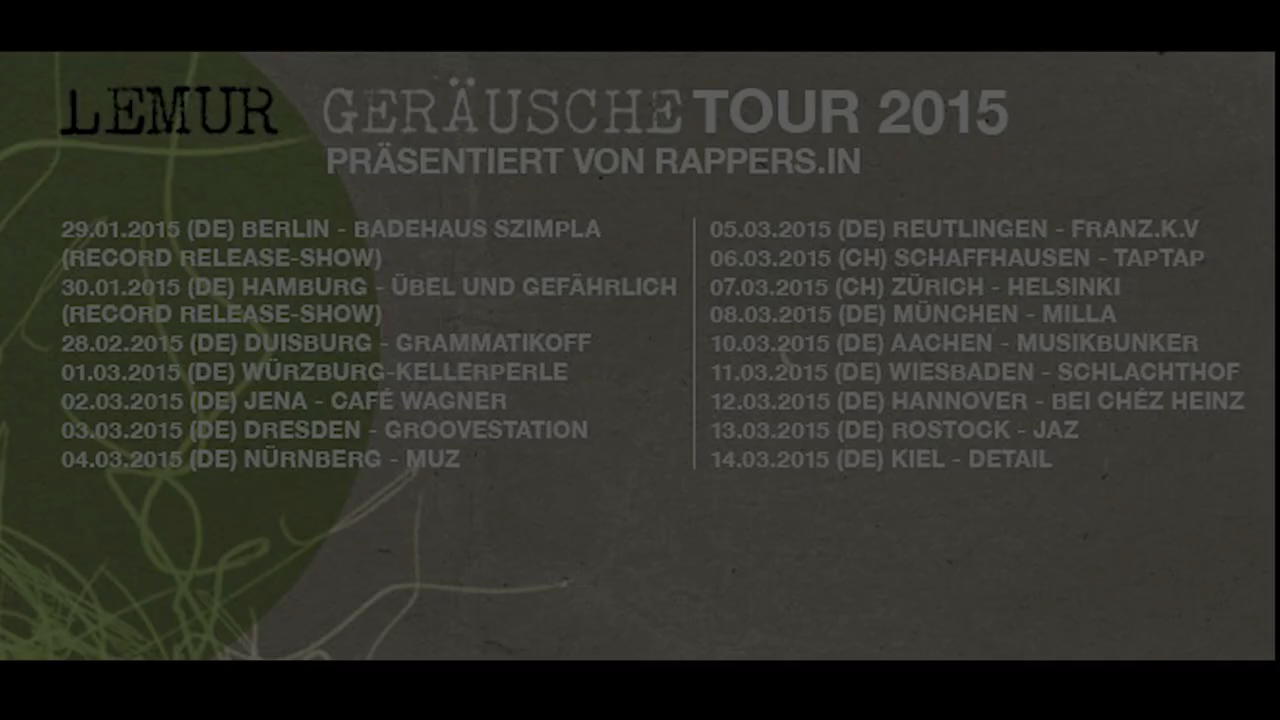 LEMUR GERÄUSCHE TOUR 2015
PRÄSENTIERT VON RAPPERS.IN
29.01.2015 (DE) BERLIN - BADEHAUS SZIMPLA
(RECORD RELEASE-SHOW)
30.01.2015 (DE) HAMBURG - ÜBEL UND GEFÄHRLICH
(RECORD RELEASE-SHOW)
28.02.2015 (DE) DUISBURG - GRAMMATIKOFF
01.03.2015 (DE) WÜRZBURG-KELLERPERLE
02.03.2015 (DE) JENA - CAFÉ WAGNER
03.03.2015 (DE) DRESDEN - GROOVESTATION
04.03.2015 (DE) NÜRNBERG - MUZ
05.03.2015 (DE) REUTLINGEN - FRANZ.K.V
06.03.2015 (CH) SCHAFFHAUSEN - TAPTAP
07.03.2015 (CH) ZÜRICH - HELSINKI
08.03.2015 (DE) MÜNCHEN - MILLA
10.03.2015 (DE) AACHEN - MUSIKBUNKER
11.03.2015 (DE) WIESBADEN - SCHLACHTHOF
12.03.2015 (DE) HANNOVER - BEI CHÉZ HEINZ
13.03.2015 (DE) ROSTOCK - JAZ
14.03.2015 (DE) KIEL - DETAIL